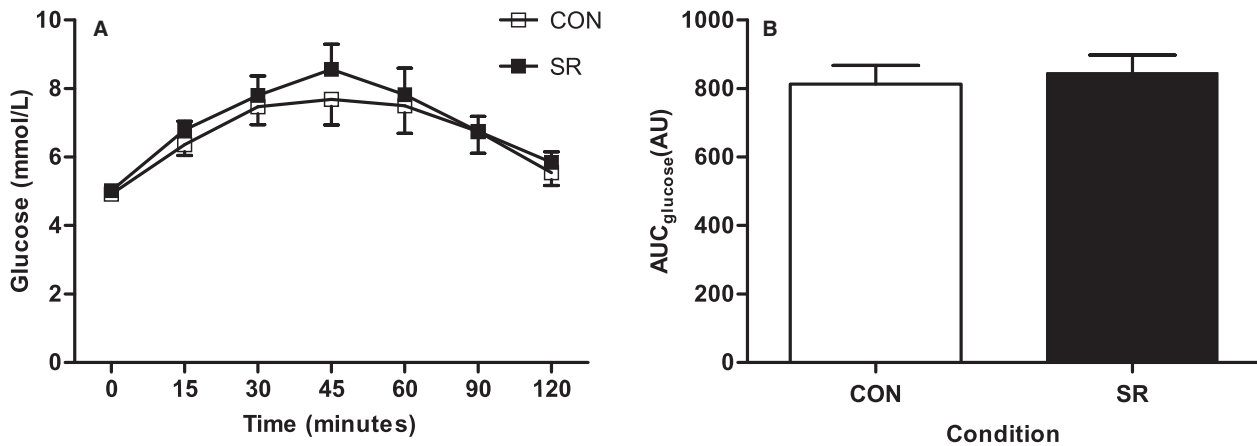 A
CON
SR
Glucose (mmol/L)
10
8
6
4
2
0
0 15 30 45 60 90 120
Time (minutes)
B
AUCglucose(AU)
1000
800
600
400
200
0
CON SR
Condition